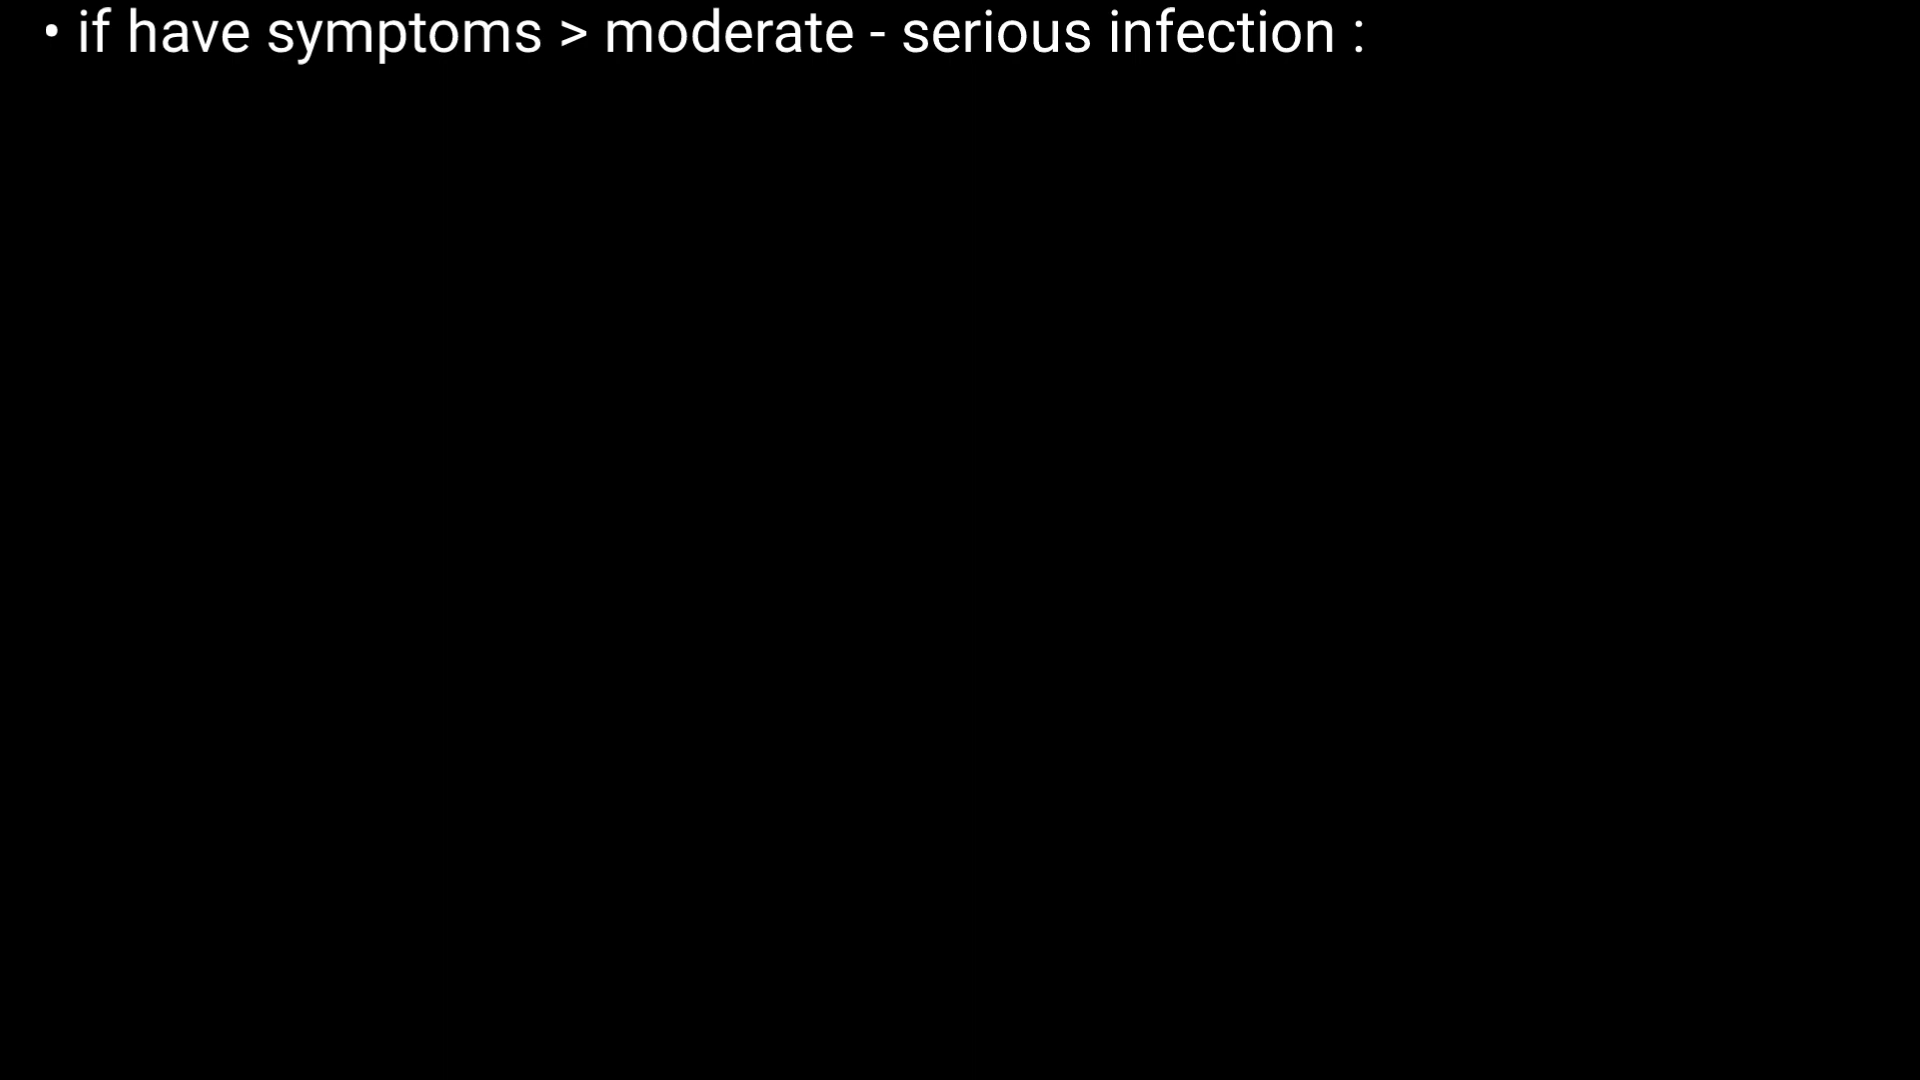 • if have symptoms > moderate - serious infection :